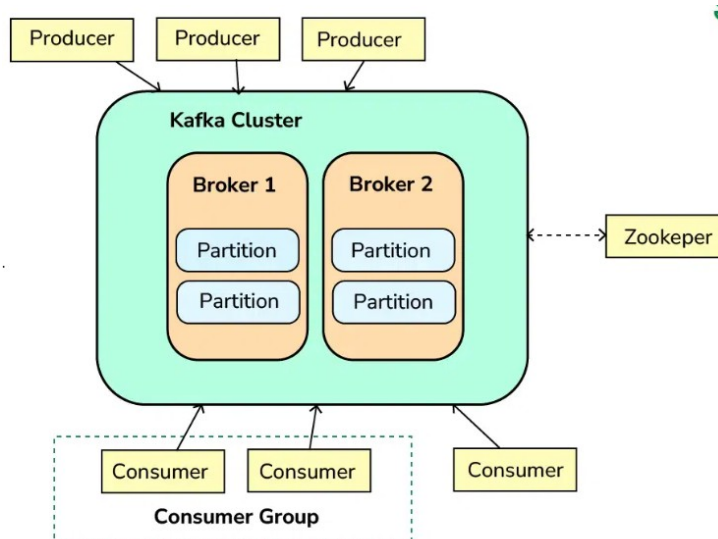 Producer
Producer
Producer
Kafka Cluster
Broker 1
Broker 2
Partition
Partition
Partition
Partition
Zookeper
Consumer
Consumer
Consumer
Consumer Group